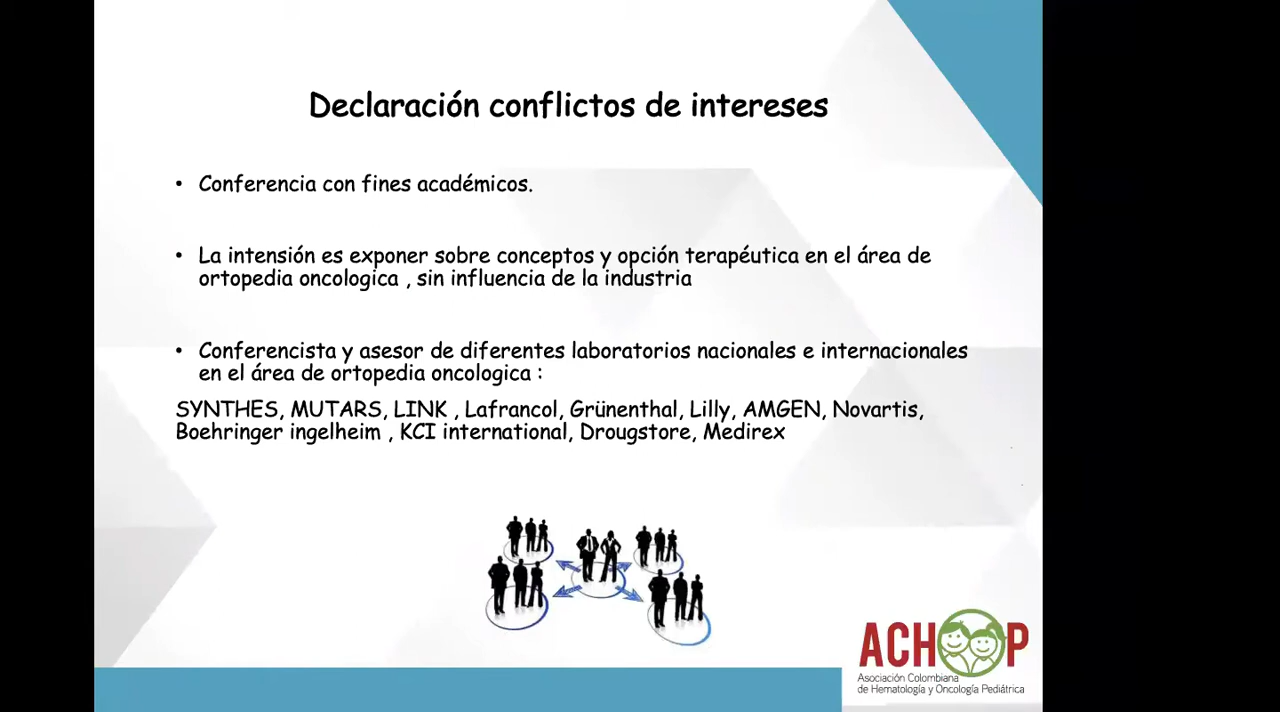 Declaración conflictos de intereses
• Conferencia con fines académicos.
• La intensión es exponer sobre conceptos y opción terapéutica en el área de
ortopedia oncologica , sin influencia de la industria
• Conferencista y asesor de diferentes laboratorios nacionales e internacionales
en el área de ortopedia oncologica :
SYNTHES, MUTARS, LINK , Lafrancol, Grünenthal, Lilly, AMGEN, Novartis,
Boehringer ingelheim , KCI international, Drougstore, Medirex
ACHOP
Asociación Colombiana
de Hematología y Oncología Pediátrica